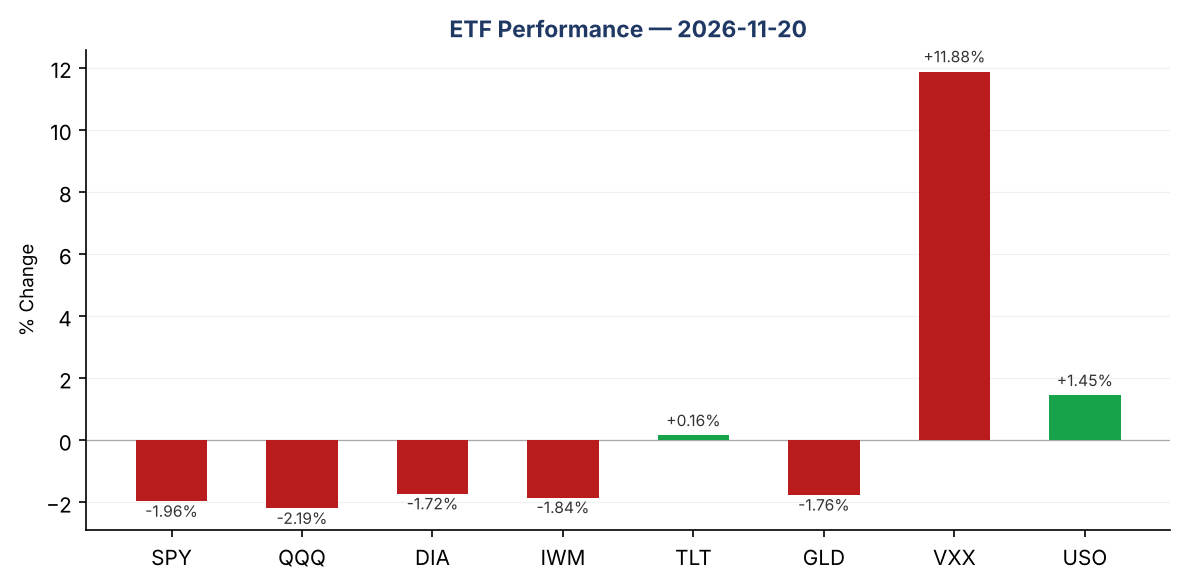 ETF Performance — 2026-11-20
% Change
12
10
8
6
4
2
0
−2
-1.96%
-2.19%
-1.72%
-1.84%
+0.16%
-1.76%
+11.88%
+1.45%
SPY
QQQ
DIA
IWM
TLT
GLD
VXX
USO